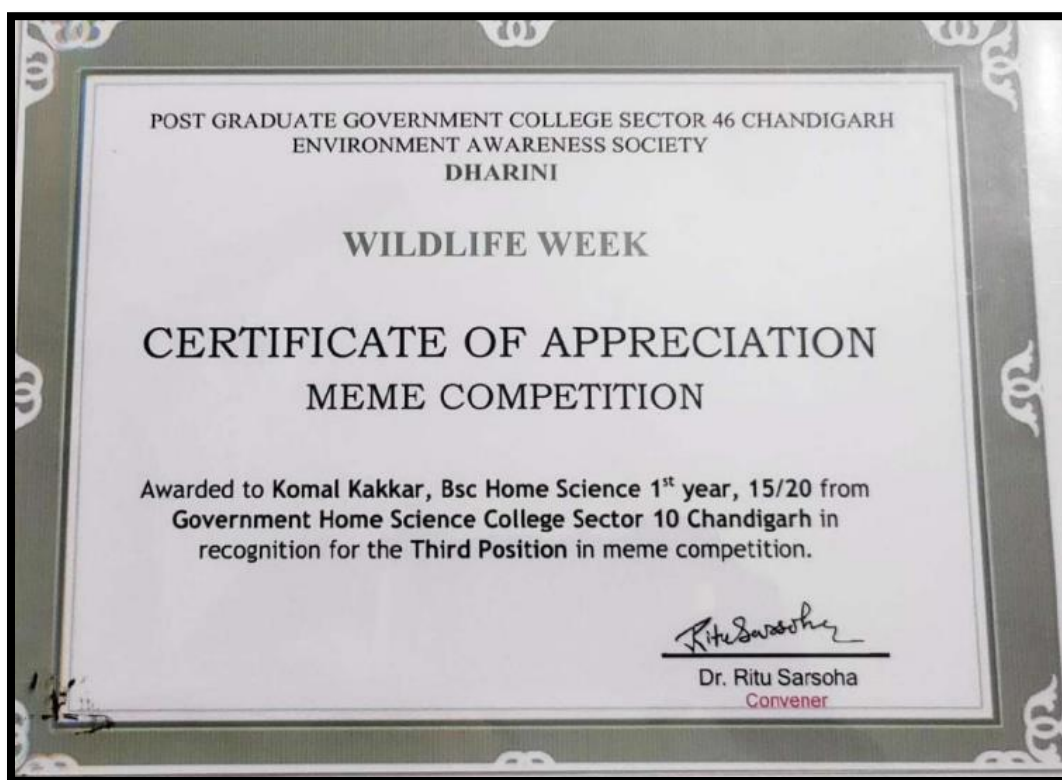 POST GRADUATE GOVERNMENT COLLEGE SECTOR 46 CHANDIGARH
ENVIRONMENT AWARENESS SOCIETY
DHARINI
WILDLIFE WEEK
CERTIFICATE OF APPRECIATION
MEME COMPETITION
Awarded to Komal Kakkar, Bsc Home Science 1st year, 15/20 from
Government Home Science College Sector 10 Chandigarh in
recognition for the Third Position in meme competition.
Ritu Sarsoha
Dr. Ritu Sarsoha
Convener